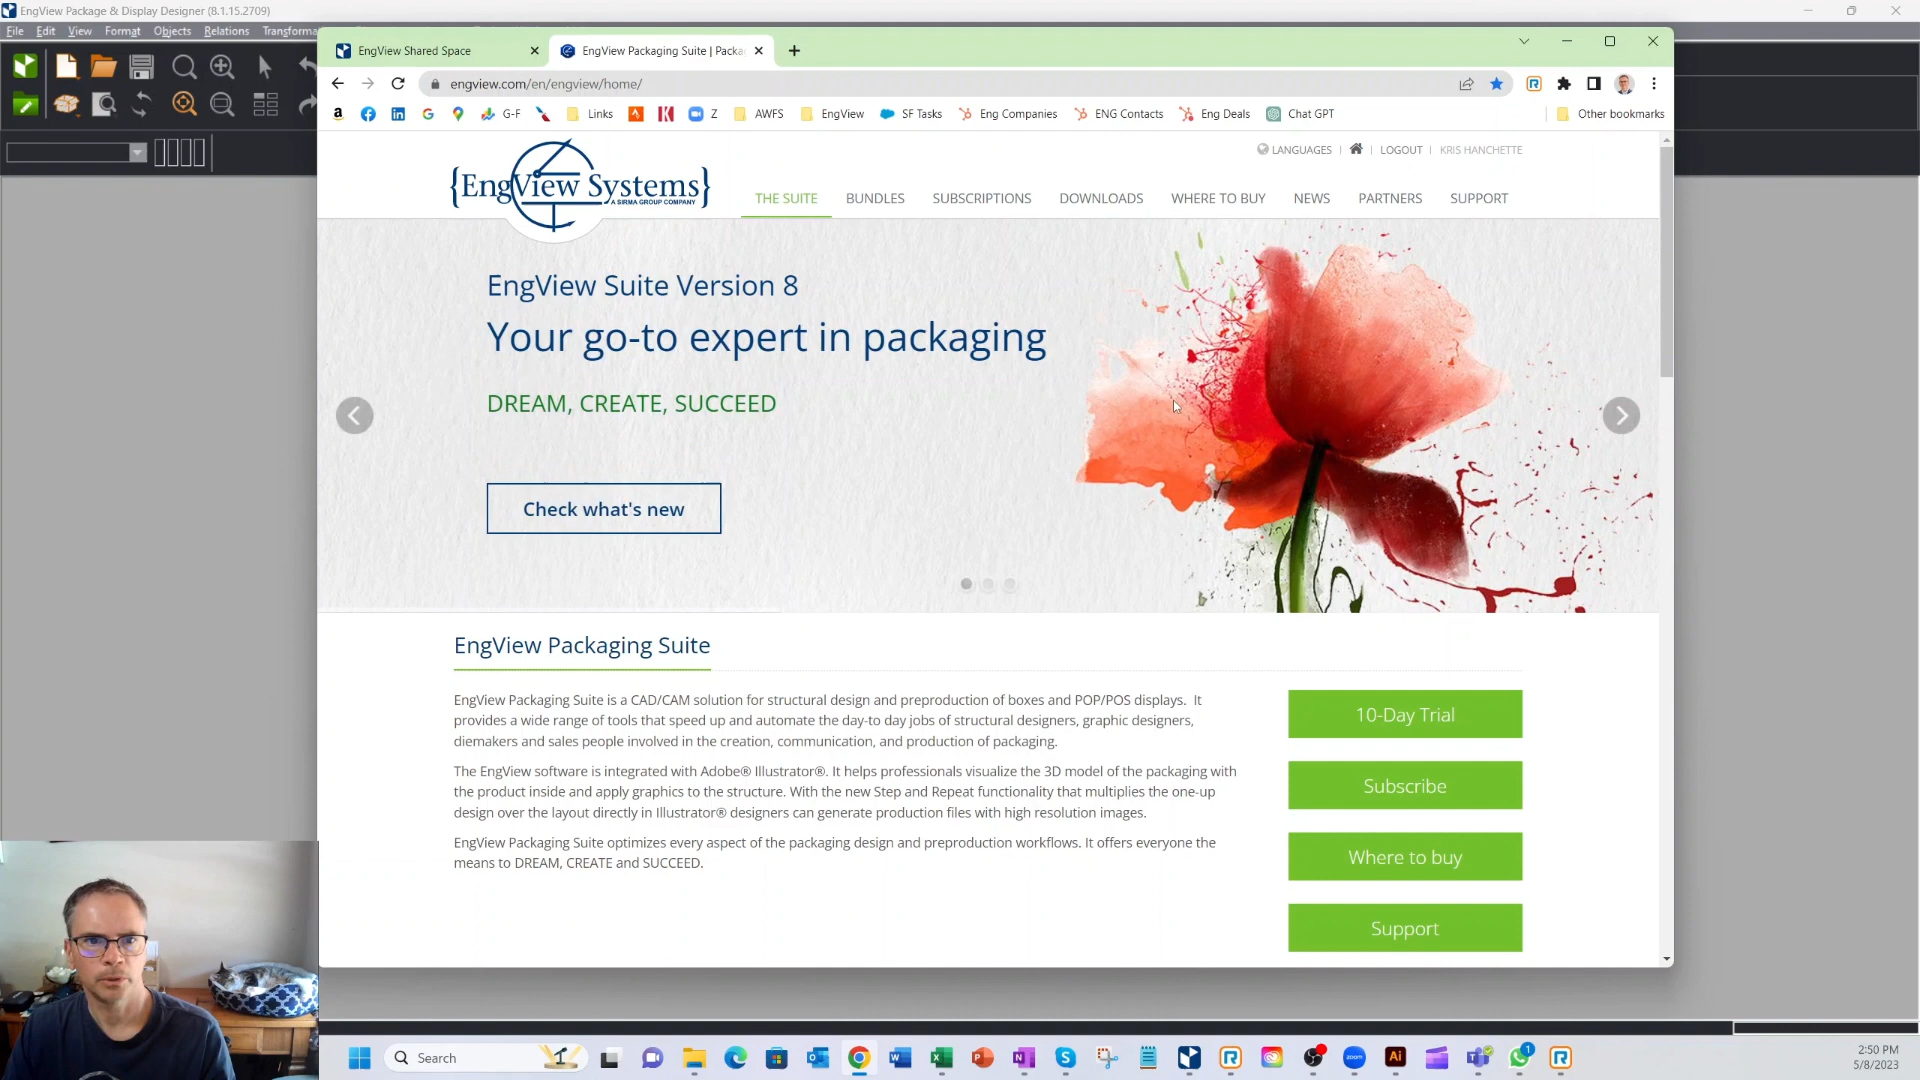 EngView Package & Display Designer (8.1.15.2709)
File Edit View Format Objects Relations Transforma
EngView Shared Space
EngView Packaging Suite | Packa
engview.com/en/engview/home/
G-F Links Z AWFS EngView SF Tasks Eng Companies ENG Contacts Eng Deals Chat GPT Other bookmarks
LANGUAGES | | LOGOUT | KRIS HANCHETTE
{EngView Systems}
A SIRMA GROUP COMPANY
THE SUITE BUNDLES SUBSCRIPTIONS DOWNLOADS WHERE TO BUY NEWS PARTNERS SUPPORT
EngView Suite Version 8
Your go-to expert in packaging
DREAM, CREATE, SUCCEED
Check what's new
EngView Packaging Suite
EngView Packaging Suite is a CAD/CAM solution for structural design and preproduction of boxes and POP/POS displays. It
provides a wide range of tools that speed up and automate the day-to day jobs of structural designers, graphic designers,
diemakers and sales people involved in the creation, communication, and production of packaging.
The EngView software is integrated with Adobe® Illustrator®. It helps professionals visualize the 3D model of the packaging with
the product inside and apply graphics to the structure. With the new Step and Repeat functionality that multiplies the one-up
design over the layout directly in Illustrator® designers can generate production files with high resolution images.
EngView Packaging Suite optimizes every aspect of the packaging design and preproduction workflows. It offers everyone the
means to DREAM, CREATE and SUCCEED.
10-Day Trial
Subscribe
Where to buy
Support
Search
2:50 PM
5/8/2023